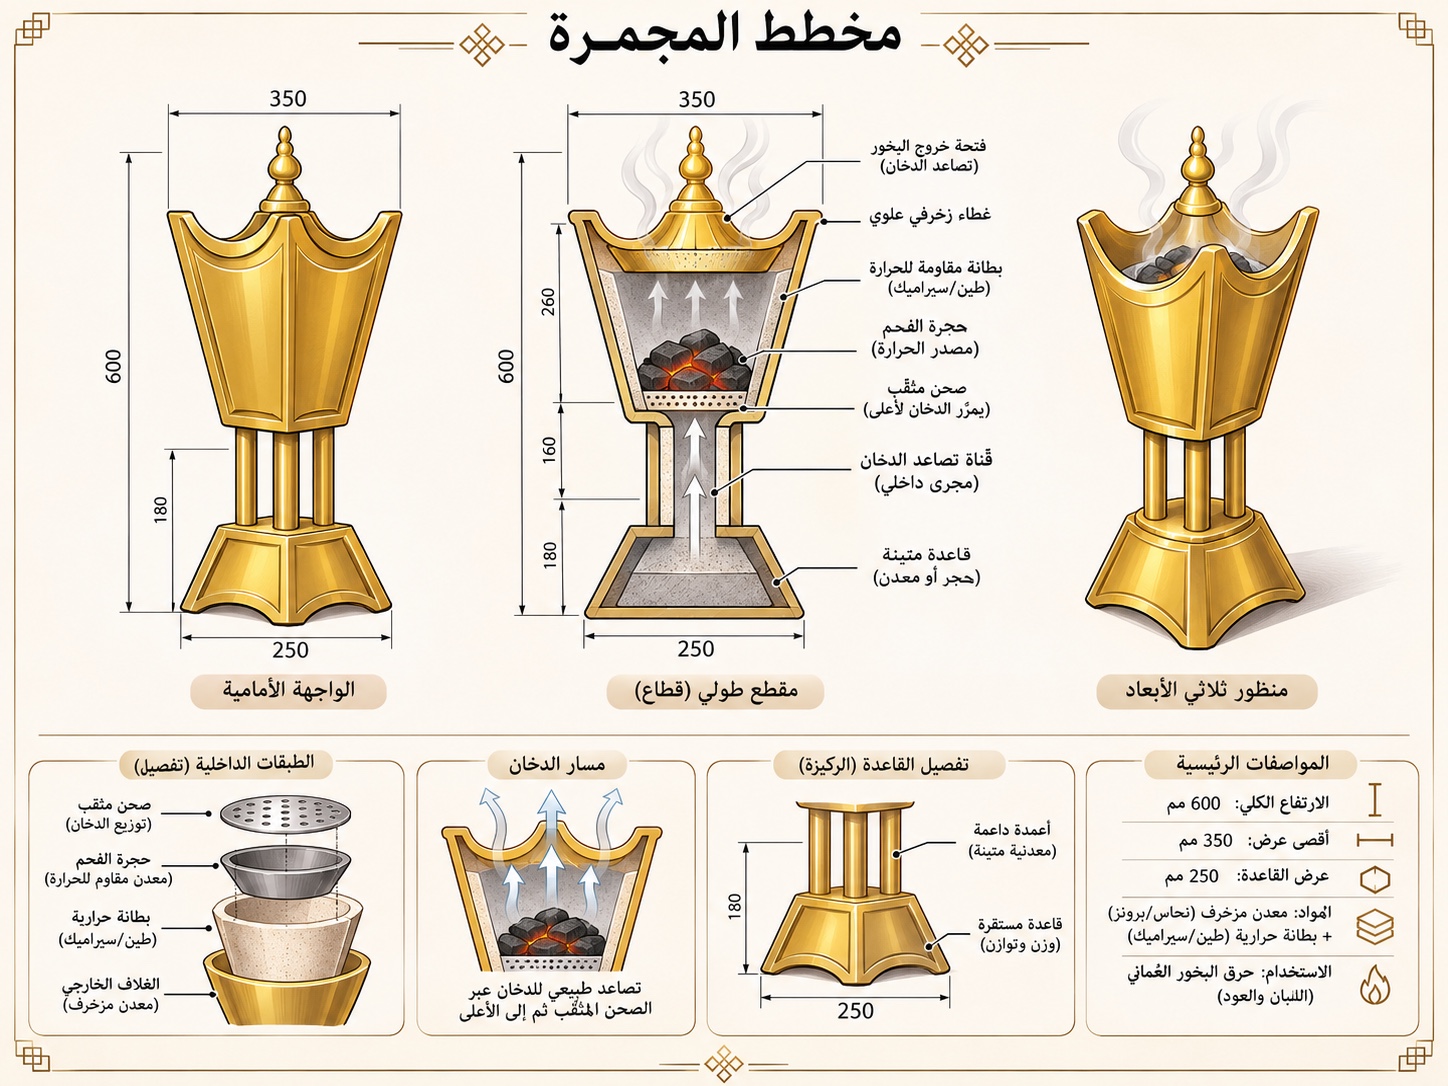 مخطط المجمرة
350
600
180
250
الواجهة الأمامية
350
600
260
160
180
250
فتحة خروج البخور
(تصاعد الدخان)
غطاء زخرفي علوي
بطانة مقاومة للحرارة
(طين/سيراميك)
حجرة الفحم
(مصدر الحرارة)
صحن مثقّب
(يمرَّر الدخان لأعلى)
قّناة تصاعد الدخان
(مجرى داخلي)
قاعدة متينة
(هجر أو معدن)
مقطع طولي (قطاع)
منظور ثلاثي الأبعاد
المواصفات الرئيسية
الارتفاع الكلي: 600 مم
أقصى عرض: 350 مم
عرض القاعدة: 250 مم
المواد: معدن مزخرف (نحاس/برونز)
+ بطانة حرارية (طين/سيراميك)
الاستخدام: حرق البخور العُماني
(اللبان والعود)
تفصيل القاعدة (الركيزة)
أعمدة داعمة
(معدنية متينة)
قاعدة مستقرة
(وزن وتوازن)
180
250
مسار الدخان
تصاعد طبيعي للدخان عبر
الصحن المثقّب ثم إلى الأعلى
الطبقات الداخلية (تفصيل)
صحن مثقب
(توزيع الدخان)
حجرة الفحم
(معدن مقاوم للحرارة)
بطانة حرارية
(طين/سيراميك)
الغلاف الخارجي
(معدن مزخرف)